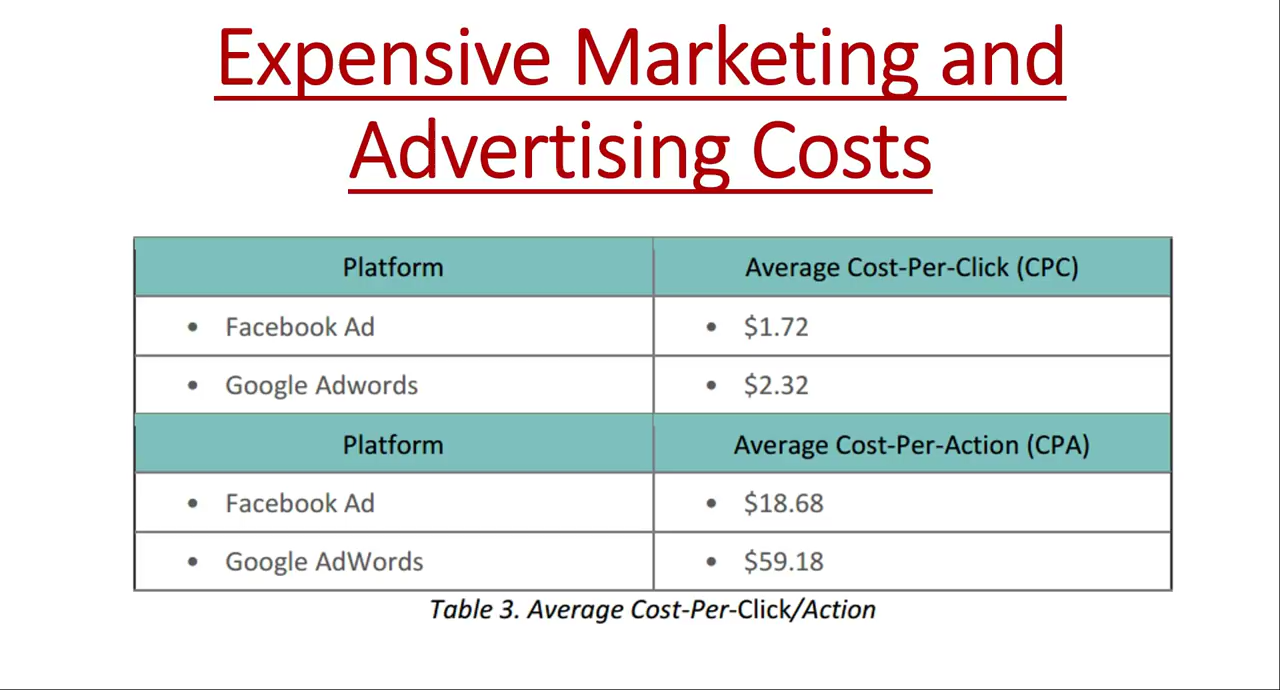 Expensive Marketing and
Advertising Costs
Platform Average Cost-Per-Click (CPC)
• Facebook Ad • $1.72
• Google Adwords • $2.32
Platform Average Cost-Per-Action (CPA)
• Facebook Ad • $18.68
• Google AdWords • $59.18
Table 3. Average Cost-Per-Click/Action